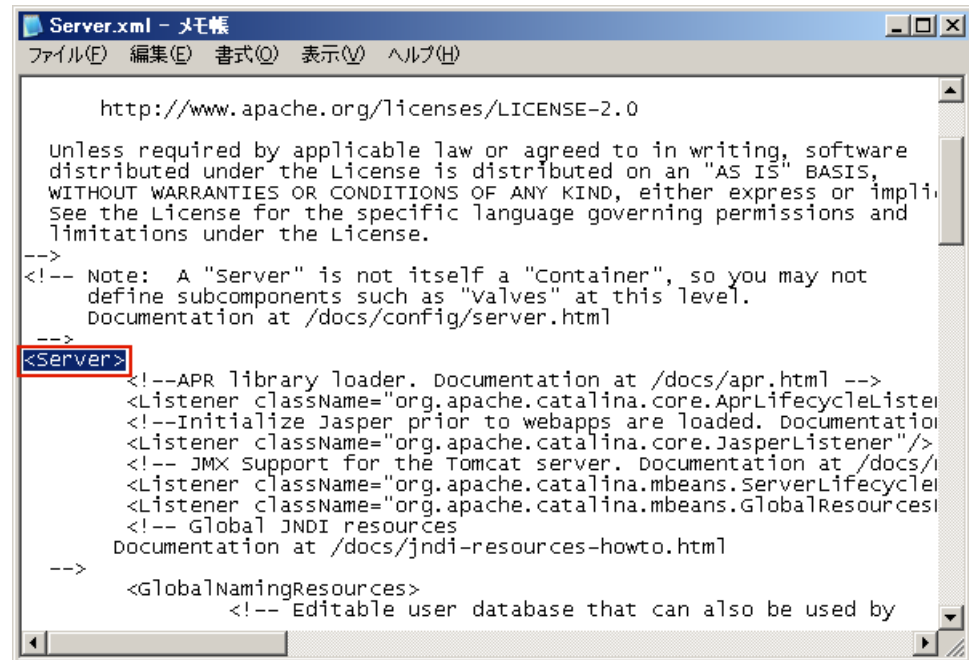 Server.xml - メモ帳
ファイル(F) 編集(E) 書式(O) 表示(V) ヘルプ(H)
http://www.apache.org/licenses/LICENSE-2.0
Unless required by applicable law or agreed to in writing, software
distributed under the License is distributed on an "AS IS" BASIS,
WITHOUT WARRANTIES OR CONDITIONS OF ANY KIND, either express or impli
See the License for the specific language governing permissions and
limitations under the License.
-->
<!-- Note:  A "Server" is not itself a "Container", so you may not
define subcomponents such as "Valves" at this level.
Documentation at /docs/config/server.html
-->
<Server>
<!--APR library loader. Documentation at /docs/apr.html -->
<Listener className="org.apache.catalina.core.AprLifecycleListe
<!--Initialize Jasper prior to webapps are loaded. Documentation
<Listener className="org.apache.catalina.core.JasperListener"/>
<!-- JMX Support for the Tomcat server. Documentation at /docs/
<Listener className="org.apache.catalina.mbeans.ServerLifecycle
<Listener className="org.apache.catalina.mbeans.GlobalResources
<!-- Global JNDI resources
Documentation at /docs/jndi-resources-howto.html
-->
<GlobalNamingResources>
<!-- Editable user database that can also be used by